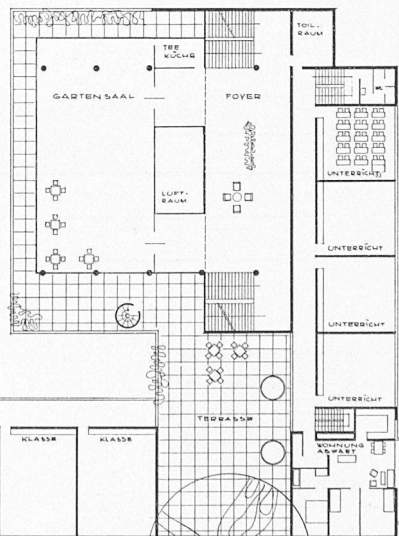 TOIL.
RAUM
TEE
KÜCHE
GARTENSAAL
FOYER
UNTERRICHT
LUFT-
RAUM
UNTERRICHT
UNTERRICHT
UNTERRICHT
TERRASSE
KLASSE
KLASSE
WOHNUNG
ABWART